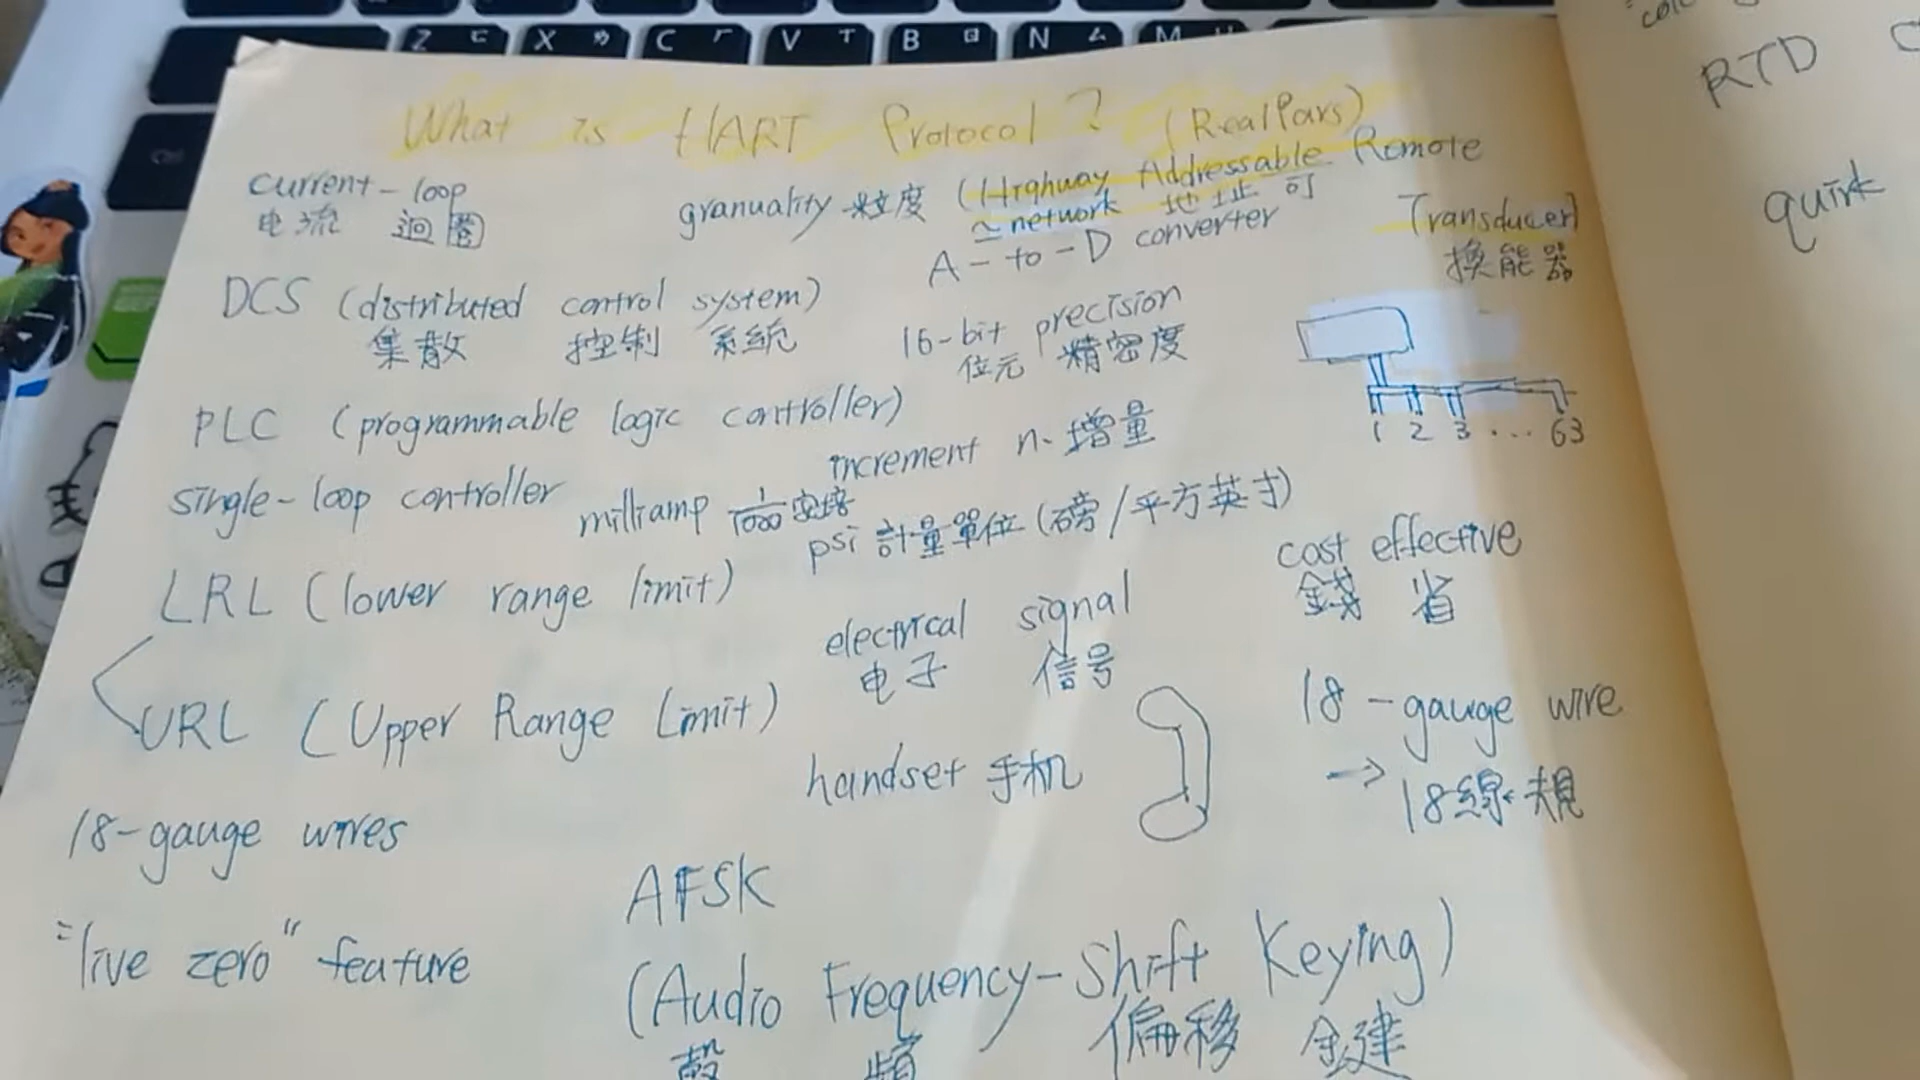 Z X C V B N M
What is HART Protocol? (RealPars)
current-loop
电流 迴圈
granuality 粒度
(Highway Addressable Remote
≃ network 地址 可
Transducer)
換能器
A-to-D converter
DCS (distributed control system)
集散 控制 系統
16-bit precision
位元 精密度
1 2 3 ... 63
PLC (programmable logic controller)
increment n. 增量
single-loop controller
milliamp 1/1000 安培
psi 計量單位 (磅/平方英寸)
LRL (lower range limit)
electrical signal
电子 信号
cost effective
錢 省
URL (Upper Range Limit)
handset 手机
18-gauge wire
→ 18線規
18-gauge wires
"live zero" feature
AFSK
(Audio Frequency-Shift Keying)
偏移
RTD
quirk